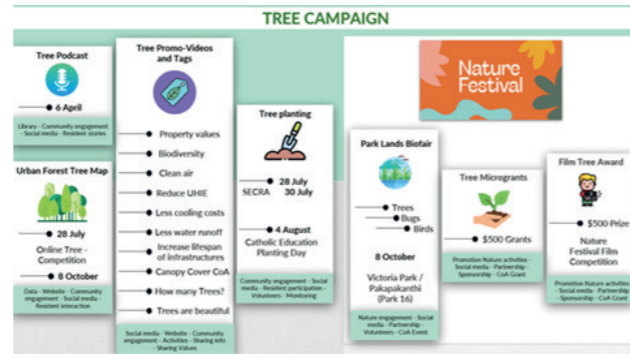 TREE CAMPAIGN
Tree Podcast
6 April
Library - Community engagement
- Social media - Resident stories
Urban Forest Tree Map
28 July
Online Tree -
Competition
8 October
Data - Website - Community
engagement - Social media -
Resident interaction
Tree Promo-Videos
and Tags
Property values
Biodiversity
Clean air
Reduce UHIE
Less cooling costs
Less water runoff
Increase lifespan
of infrastructures
Canopy Cover CoA
How many Trees?
Trees are beautiful
Social media - Website - Community
engagement - Activities - Sharing info
- Sharing Values
Tree planting
28 July
SECRA 30 July
4 August
Catholic Education
Planting Day
Community engagement - Social
media - Resident participation -
Volunteers - Monitoring
Nature
Festival
Park Lands Biofair
Trees
Bugs
Birds
8 October
Victoria Park /
Pakapakanthi
(Park 16)
Nature engagement - Social
media - Partnership -
Volunteers - CoA Event
Tree Microgrants
$500 Grants
Promotion Nature activities -
Social media - Partnership -
Sponsorship - CoA Grant
Film Tree Award
$500 Prize
Nature
Festival Film
Competition
Promotion Nature activities
- Social media - Partnership
- Sponsorship - CoA Grant